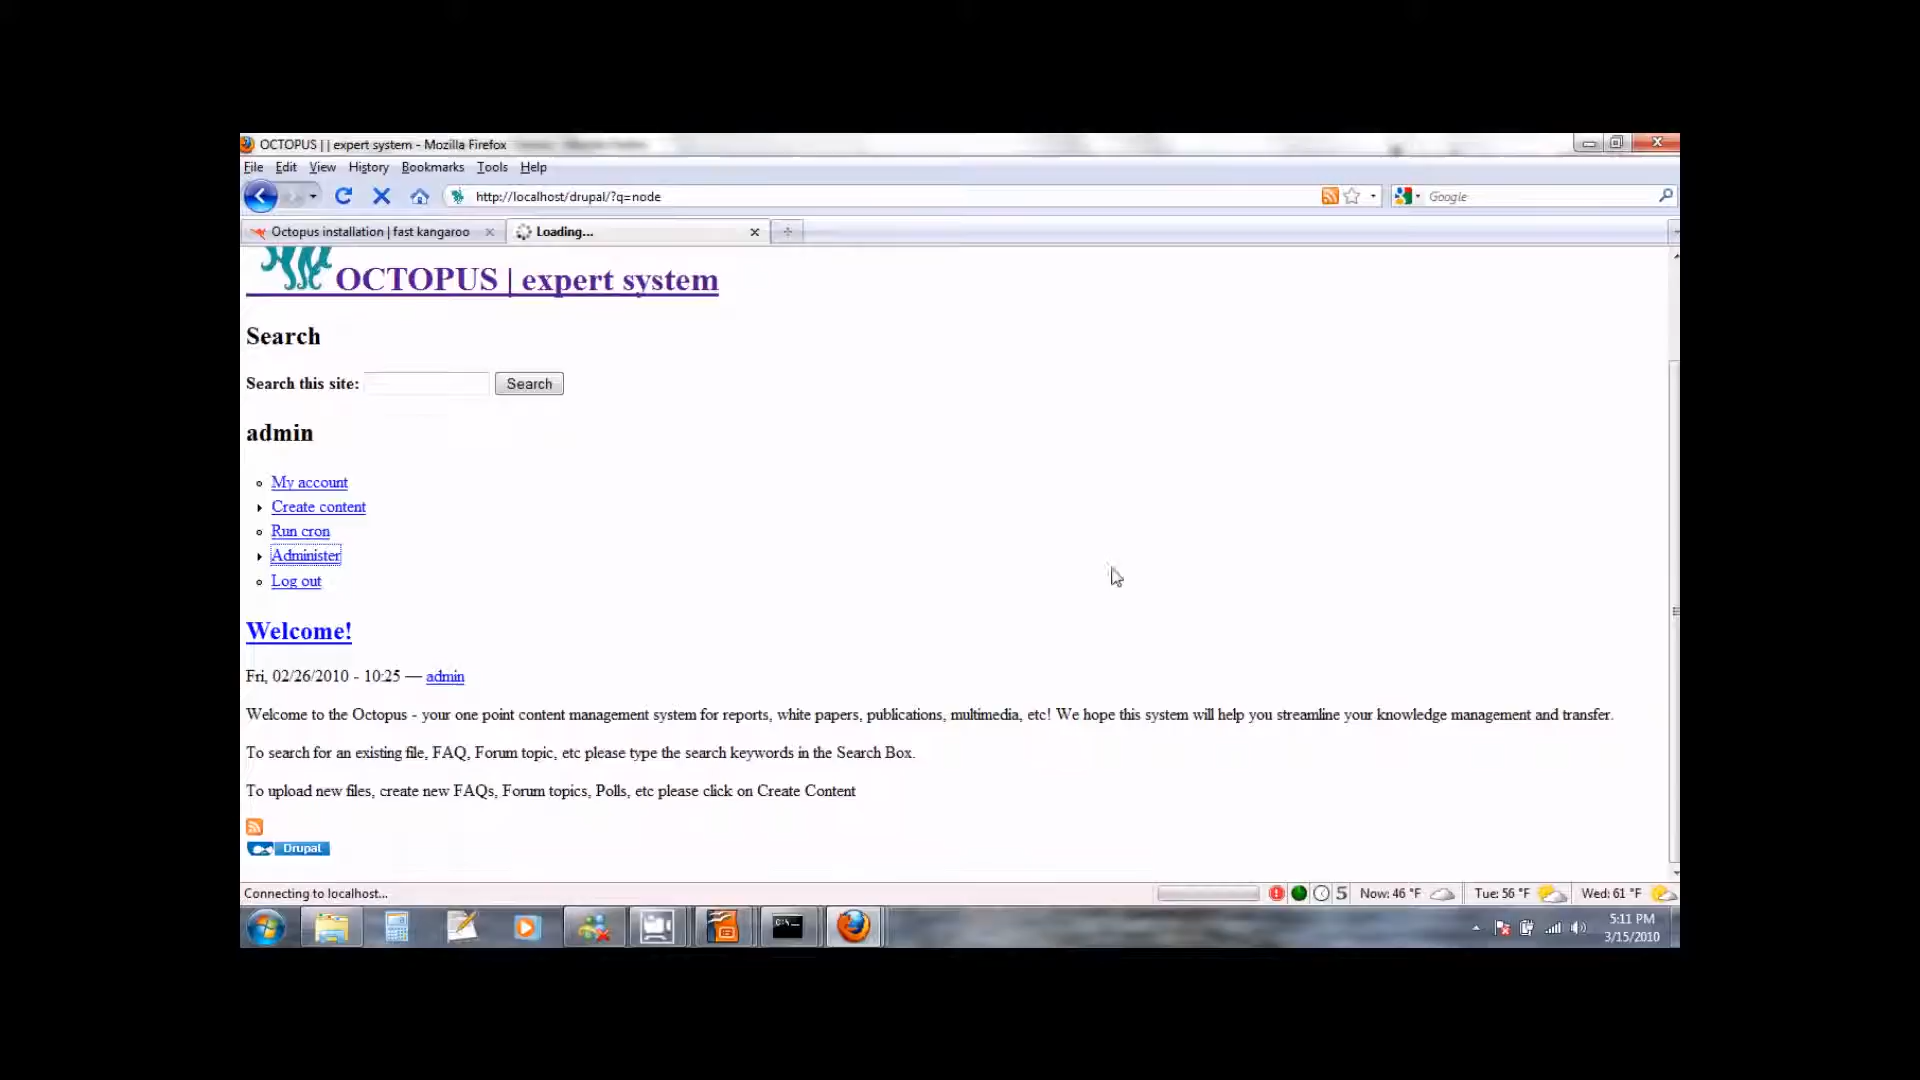 OCTOPUS | | expert system - Mozilla Firefox
File Edit View History Bookmarks Tools Help
http://localhost/drupal/?q=node
Google
Octopus installation | fast kangaroo
Loading...
OCTOPUS | expert system
Search
Search this site:
Search
admin
My account
Create content
Run cron
Administer
Log out
Welcome!
Fri, 02/26/2010 - 10:25 — admin
Welcome to the Octopus - your one point content management system for reports, white papers, publications, multimedia, etc! We hope this system will help you streamline your knowledge management and transfer.
To search for an existing file, FAQ, Forum topic, etc please type the search keywords in the Search Box.
To upload new files, create new FAQs, Forum topics, Polls, etc please click on Create Content
Drupal
Connecting to localhost...
5
Now: 46 °F
Tue: 56 °F
Wed: 61 °F
5:11 PM
3/15/2010